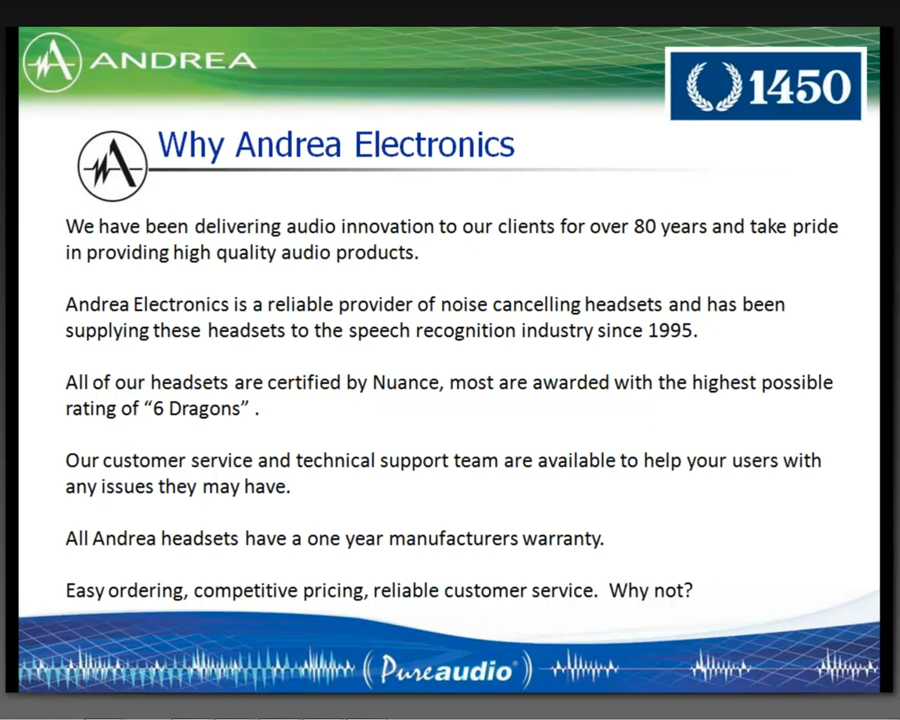 ANDREA
1450
Why Andrea Electronics
We have been delivering audio innovation to our clients for over 80 years and take pride
in providing high quality audio products.
Andrea Electronics is a reliable provider of noise cancelling headsets and has been
supplying these headsets to the speech recognition industry since 1995.
All of our headsets are certified by Nuance, most are awarded with the highest possible
rating of “6 Dragons” .
Our customer service and technical support team are available to help your users with
any issues they may have.
All Andrea headsets have a one year manufacturers warranty.
Easy ordering, competitive pricing, reliable customer service.  Why not?
(Pureaudio®)